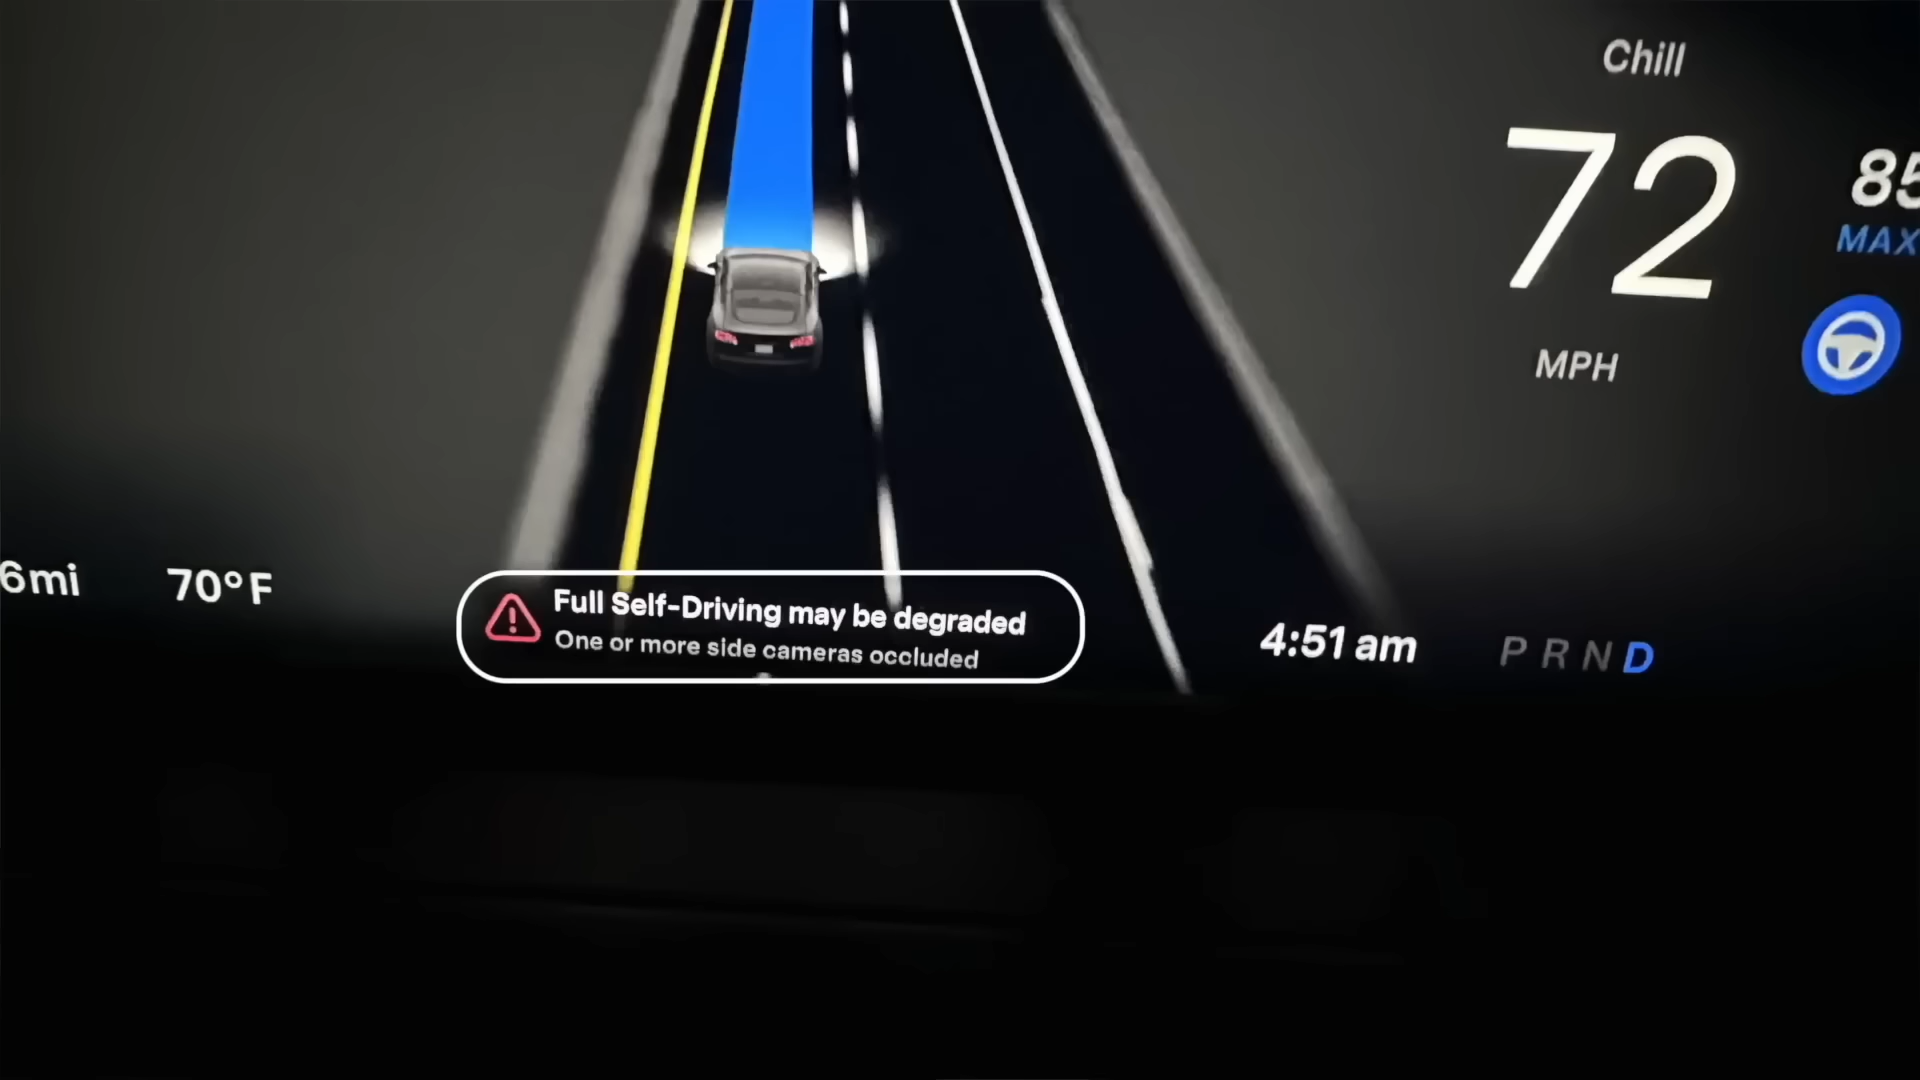 Chill
72
MPH
85
MAX
6mi
70°F
Full Self-Driving may be degraded
One or more side cameras occluded
4:51 am
P R N D